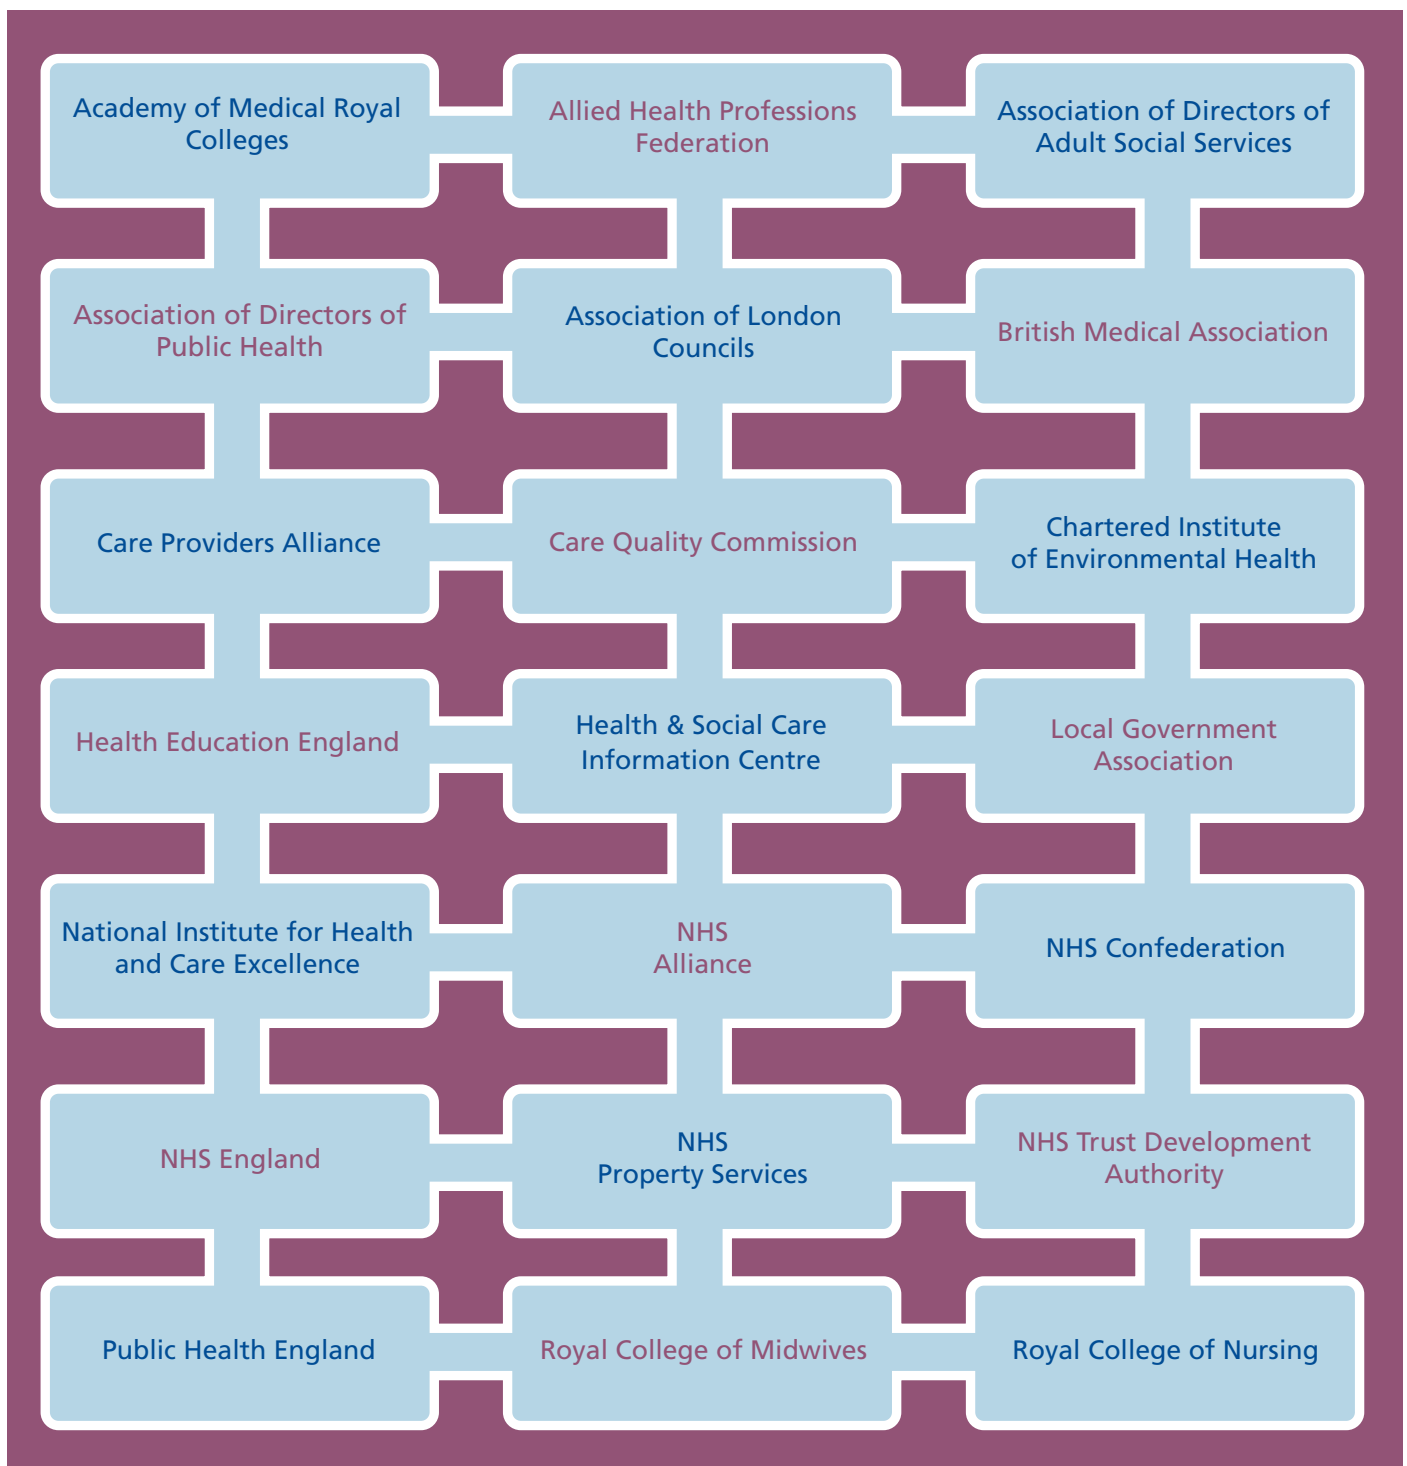 Academy of Medical Royal
Colleges
Allied Health Professions
Federation
Association of Directors of
Adult Social Services
Association of Directors of
Public Health
Association of London
Councils
British Medical Association
Care Providers Alliance
Care Quality Commission
Chartered Institute
of Environmental Health
Health Education England
Health & Social Care
Information Centre
Local Government
Association
National Institute for Health
and Care Excellence
NHS
Alliance
NHS Confederation
NHS England
NHS
Property Services
NHS Trust Development
Authority
Public Health England
Royal College of Midwives
Royal College of Nursing